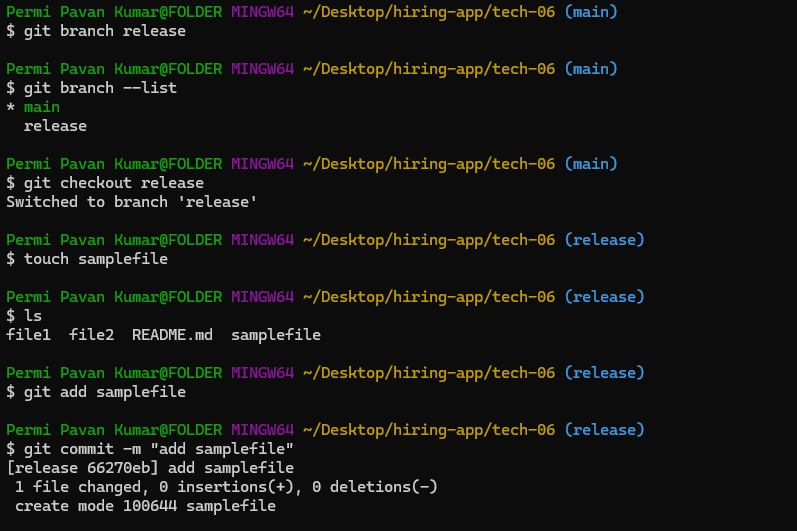 Permi Pavan Kumar@FOLDER MINGW64 ~/Desktop/hiring-app/tech-06 (main)
$ git branch release
Permi Pavan Kumar@FOLDER MINGW64 ~/Desktop/hiring-app/tech-06 (main)
$ git branch --list
* main
  release
Permi Pavan Kumar@FOLDER MINGW64 ~/Desktop/hiring-app/tech-06 (main)
$ git checkout release
Switched to branch 'release'
Permi Pavan Kumar@FOLDER MINGW64 ~/Desktop/hiring-app/tech-06 (release)
$ touch samplefile
Permi Pavan Kumar@FOLDER MINGW64 ~/Desktop/hiring-app/tech-06 (release)
$ ls
file1  file2  README.md  samplefile
Permi Pavan Kumar@FOLDER MINGW64 ~/Desktop/hiring-app/tech-06 (release)
$ git add samplefile
Permi Pavan Kumar@FOLDER MINGW64 ~/Desktop/hiring-app/tech-06 (release)
$ git commit -m "add samplefile"
[release 66270eb] add samplefile
 1 file changed, 0 insertions(+), 0 deletions(-)
 create mode 100644 samplefile